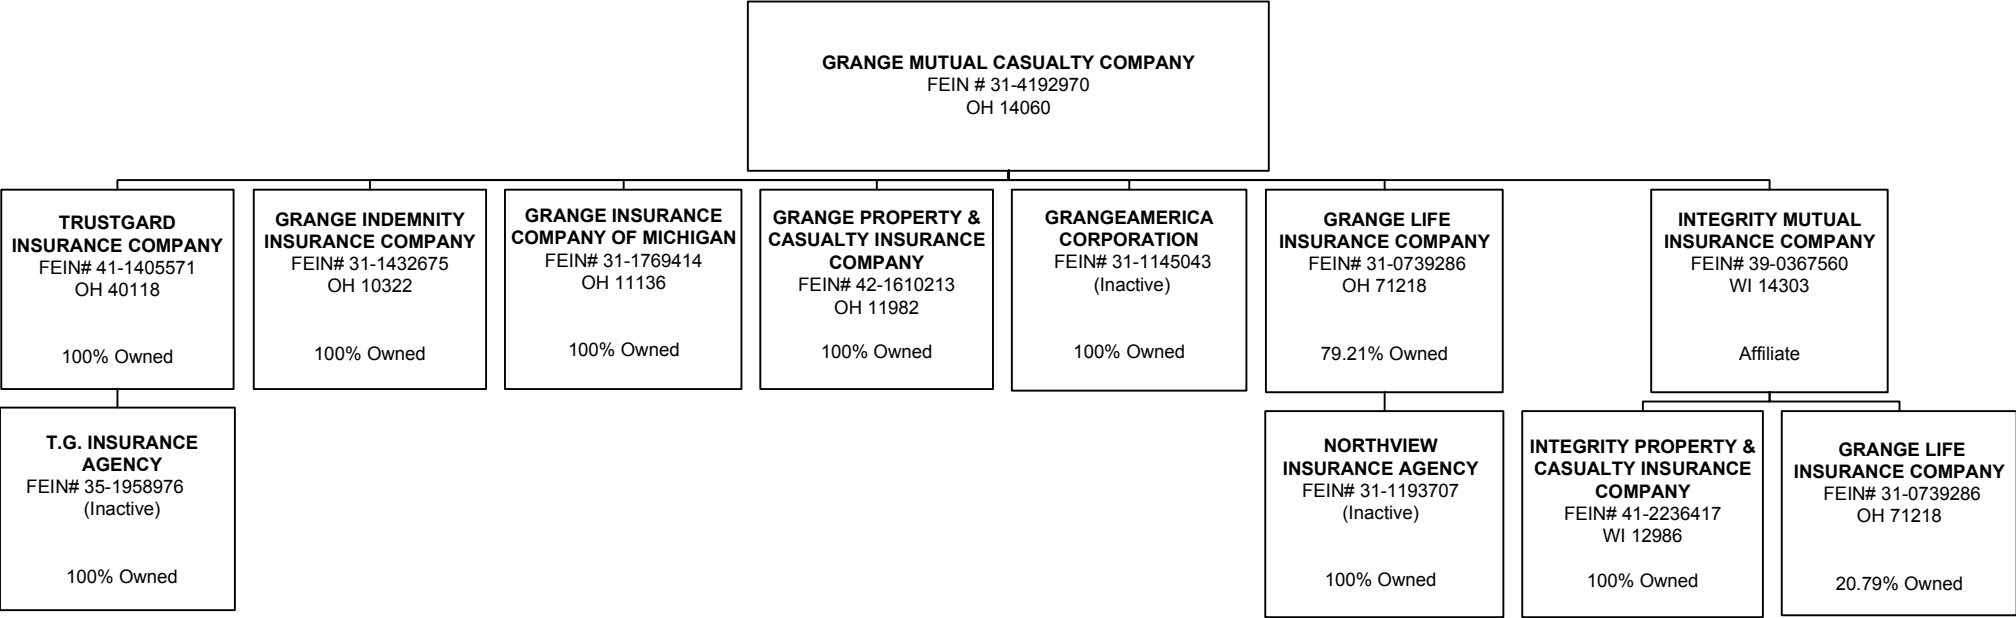 GRANGE MUTUAL CASUALTY COMPANY
FEIN # 31-4192970
OH 14060
TRUSTGARD
INSURANCE COMPANY
FEIN# 41-1405571
OH 40118
100% Owned
GRANGE INDEMNITY
INSURANCE COMPANY
FEIN# 31-1432675
OH 10322
100% Owned
GRANGE INSURANCE
COMPANY OF MICHIGAN
FEIN# 31-1769414
OH 11136
100% Owned
GRANGE PROPERTY &
CASUALTY INSURANCE
COMPANY
FEIN# 42-1610213
OH 11982
100% Owned
GRANGEAMERICA
CORPORATION
FEIN# 31-1145043
(Inactive)
100% Owned
GRANGE LIFE
INSURANCE COMPANY
FEIN# 31-0739286
OH 71218
79.21% Owned
INTEGRITY MUTUAL
INSURANCE COMPANY
FEIN# 39-0367560
WI 14303
Affiliate
T.G. INSURANCE
AGENCY
FEIN# 35-1958976
(Inactive)
100% Owned
NORTHVIEW
INSURANCE AGENCY
FEIN# 31-1193707
(Inactive)
100% Owned
INTEGRITY PROPERTY &
CASUALTY INSURANCE
COMPANY
FEIN# 41-2236417
WI 12986
100% Owned
GRANGE LIFE
INSURANCE COMPANY
FEIN# 31-0739286
OH 71218
20.79% Owned